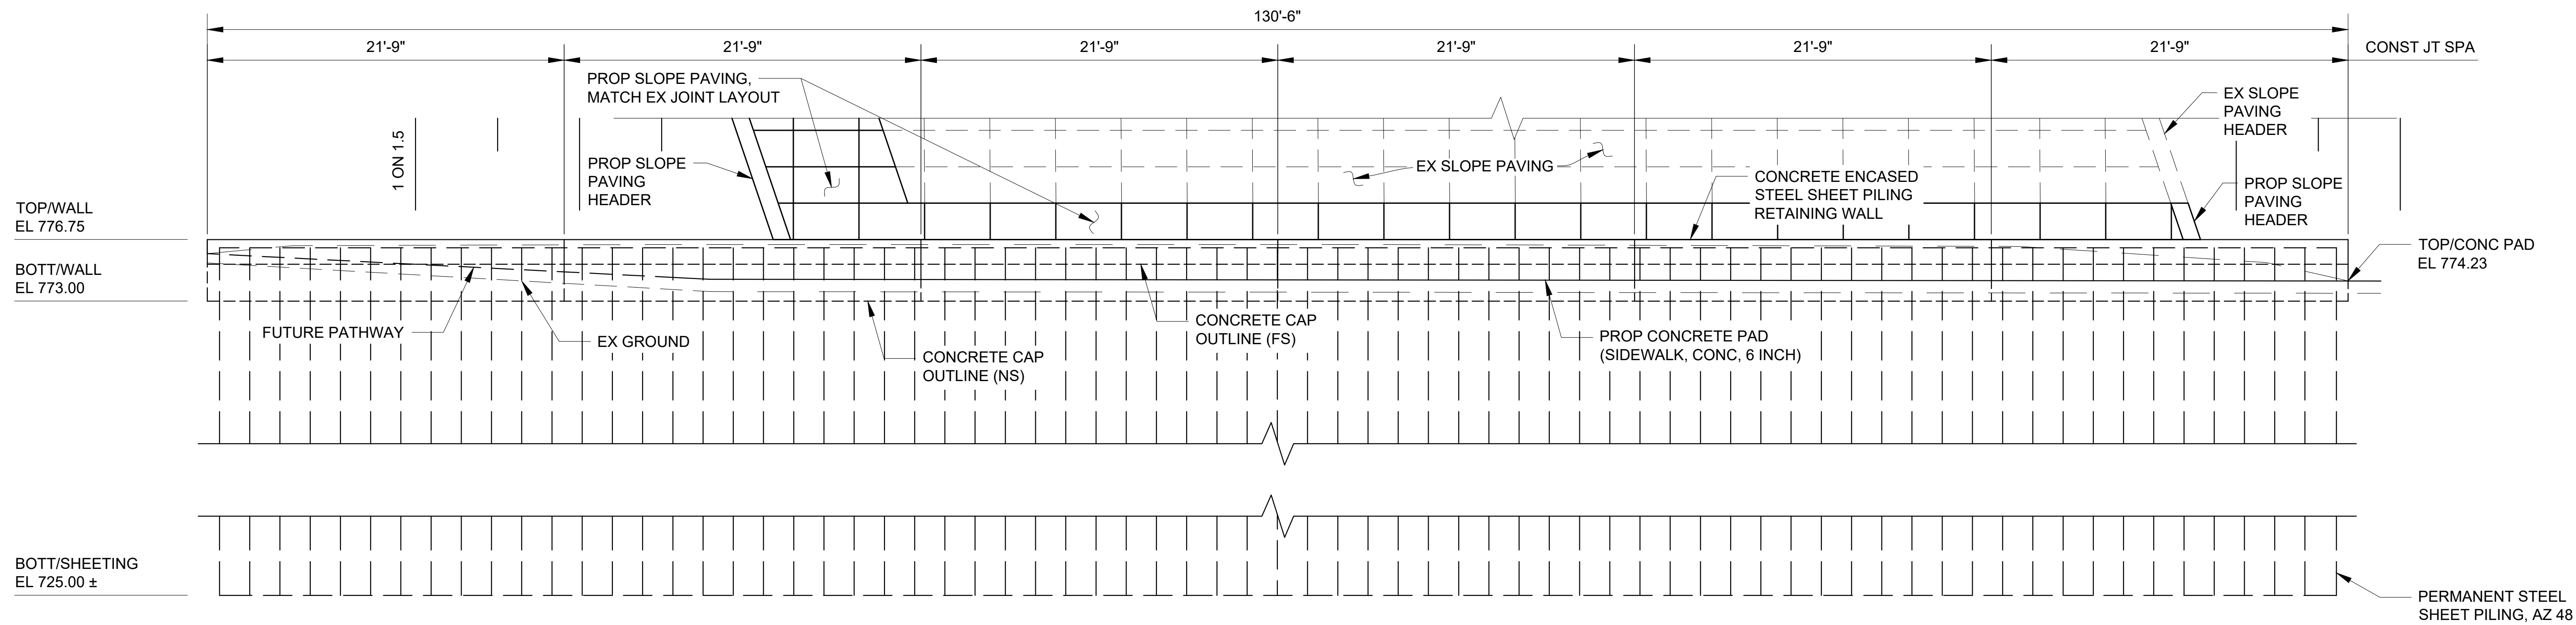 130'-6"
21'-9"
21'-9"
21'-9"
21'-9"
21'-9"
21'-9"
CONST JT SPA
PROP SLOPE PAVING,
MATCH EX JOINT LAYOUT
EX SLOPE
PAVING
HEADER
1 ON 1.5
PROP SLOPE
PAVING
HEADER
EX SLOPE PAVING
CONCRETE ENCASED
STEEL SHEET PILING
RETAINING WALL
PROP SLOPE
PAVING
HEADER
TOP/WALL
EL 776.75
BOTT/WALL
EL 773.00
TOP/CONC PAD
EL 774.23
FUTURE PATHWAY
EX GROUND
CONCRETE CAP
OUTLINE (NS)
CONCRETE CAP
OUTLINE (FS)
PROP CONCRETE PAD
(SIDEWALK, CONC, 6 INCH)
BOTT/SHEETING
EL 725.00 ±
PERMANENT STEEL
SHEET PILING, AZ 48